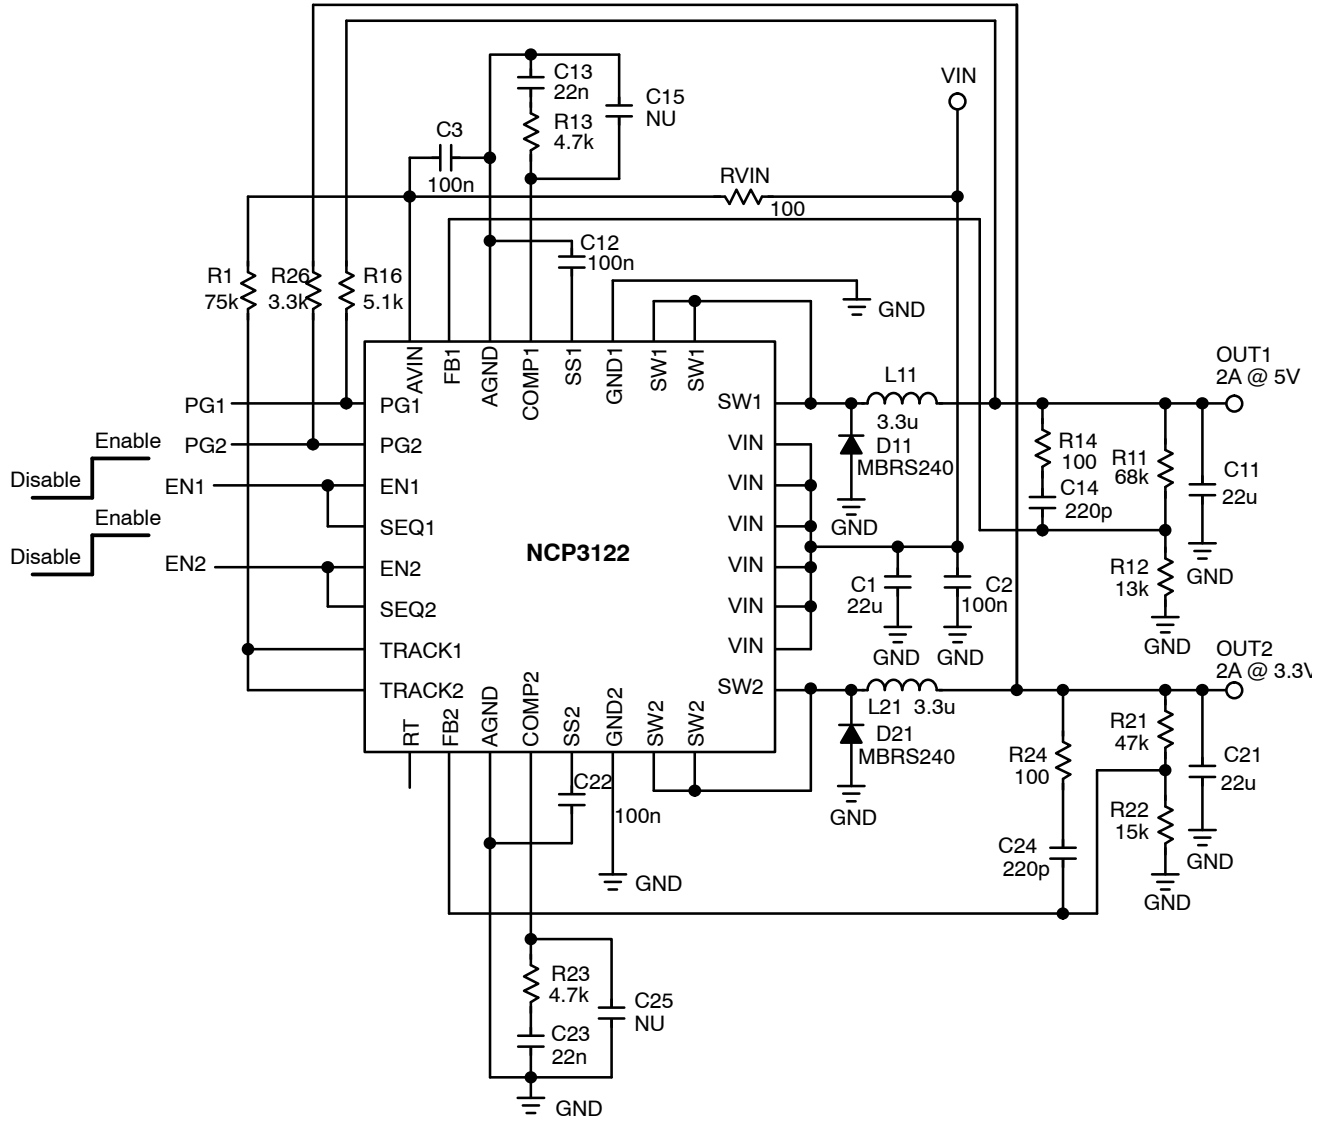 VIN
C13
22n
C15
NU
R13
4.7k
C3
100n
RVIN
100
C12
100n
R1
75k
R26
3.3k
R16
5.1k
GND
AVIN
FB1
AGND
COMP1
SS1
GND1
SW1
SW1
OUT1
2A @ 5V
L11
3.3u
PG1
PG1
SW1
D11
MBRS240
GND
R14
100
C14
220p
R11
68k
C11
22u
GND
R12
13k
GND
PG2
PG2
VIN
Enable
Disable
EN1
EN1
VIN
SEQ1
VIN
Enable
Disable
NCP3122
EN2
EN2
VIN
SEQ2
VIN
C1
22u
GND
C2
100n
GND
TRACK1
VIN
TRACK2
SW2
OUT2
2A @ 3.3V
L21 3.3u
D21
MBRS240
GND
RT
FB2
AGND
COMP2
SS2
GND2
SW2
SW2
R21
47k
R24
100
C21
22u
GND
R22
15k
GND
C24
220p
C22
100n
GND
R23
4.7k
C25
NU
C23
22n
GND